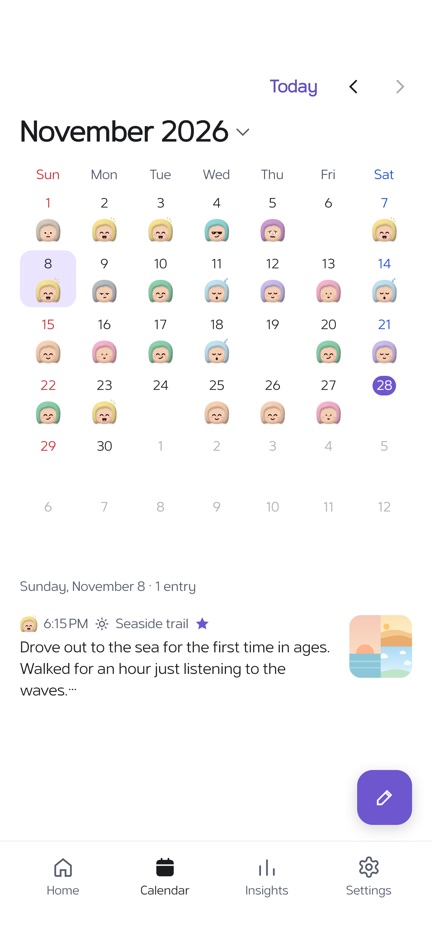 Today
November 2026
Sun Mon Tue Wed Thu Fri Sat
1 2 3 4 5 6 7
8 9 10 11 12 13 14
15 16 17 18 19 20 21
22 23 24 25 26 27 28
29 30 1 2 3 4 5
6 7 8 9 10 11 12
Sunday, November 8 · 1 entry
6:15 PM Seaside trail
Drove out to the sea for the first time in ages.
Walked for an hour just listening to the
waves.…
Home Calendar Insights Settings